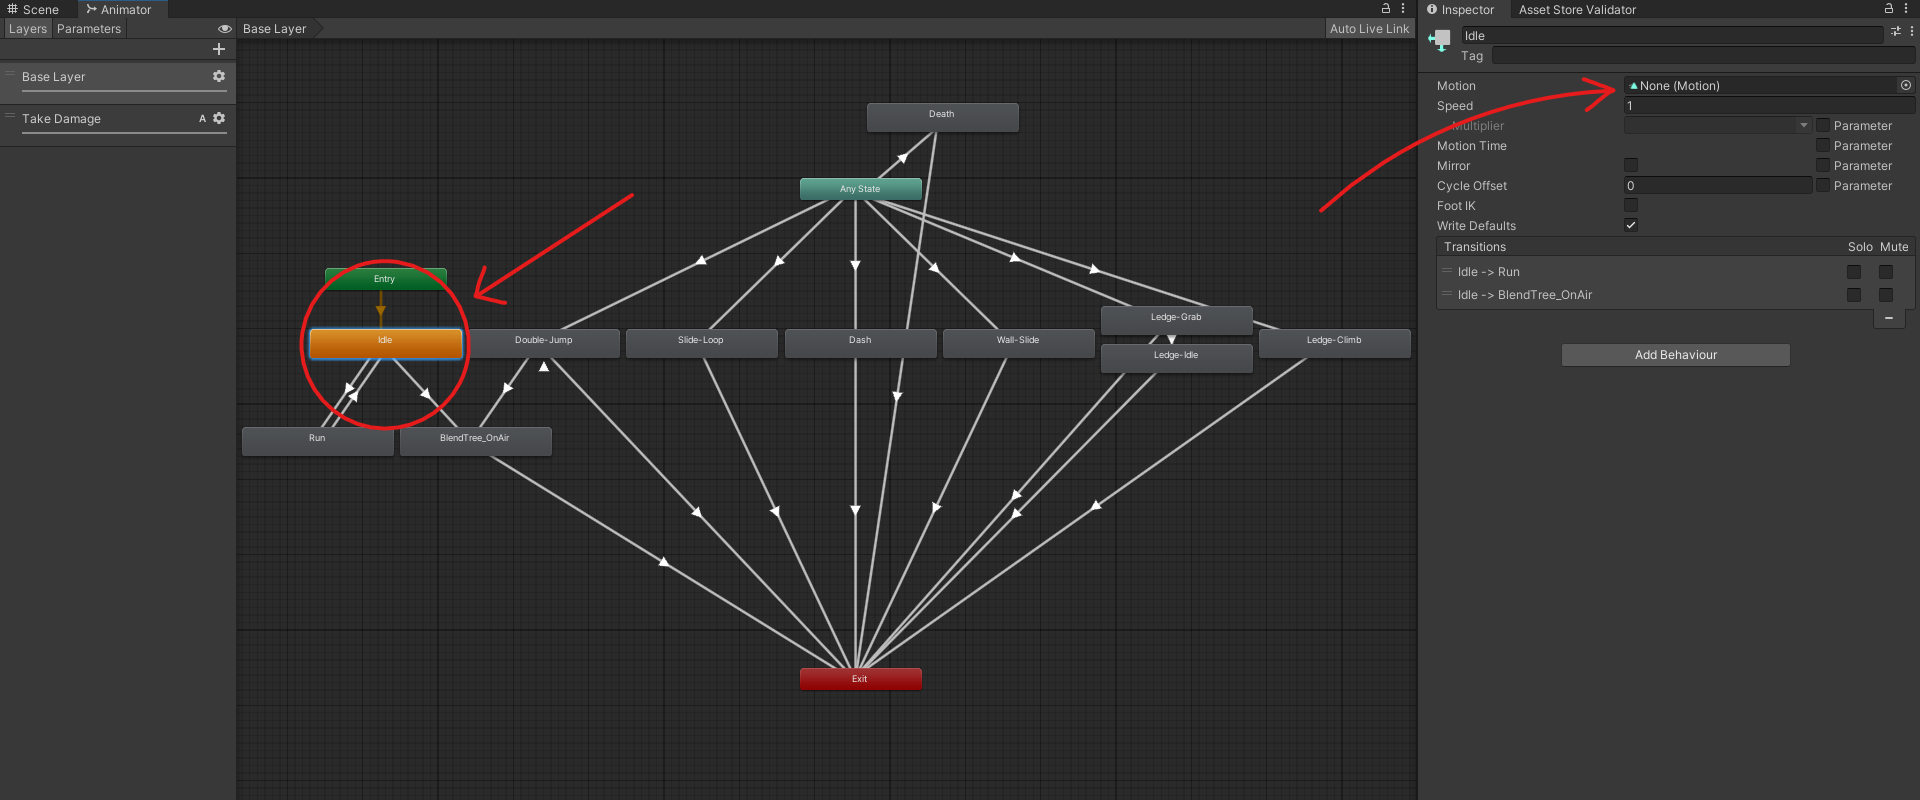 Scene
Animator
Layers
Parameters
Base Layer
Auto Live Link
Base Layer
Take Damage
A
Death
Any State
Entry
Idle
Double-Jump
Slide-Loop
Dash
Wall-Slide
Ledge-Grab
Ledge-Idle
Ledge-Climb
Run
BlendTree_OnAir
Exit
Inspector
Asset Store Validator
Idle
Tag
Motion
None (Motion)
Speed
1
Multiplier
Parameter
Motion Time
Parameter
Mirror
Parameter
Cycle Offset
0
Parameter
Foot IK
Write Defaults
Transitions
Solo
Mute
Idle -> Run
Idle -> BlendTree_OnAir
Add Behaviour